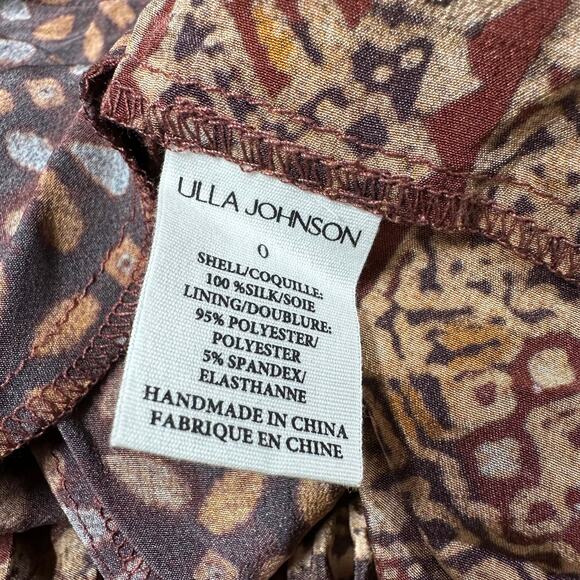 ULLA JOHNSON
0
SHELL/COQUILLE:
100 %SILK/SOIE
LINING/DOUBLURE:
95% POLYESTER/
POLYESTER
5% SPANDEX/
ELASTHANNE
HANDMADE IN CHINA
FABRIQUE EN CHINE